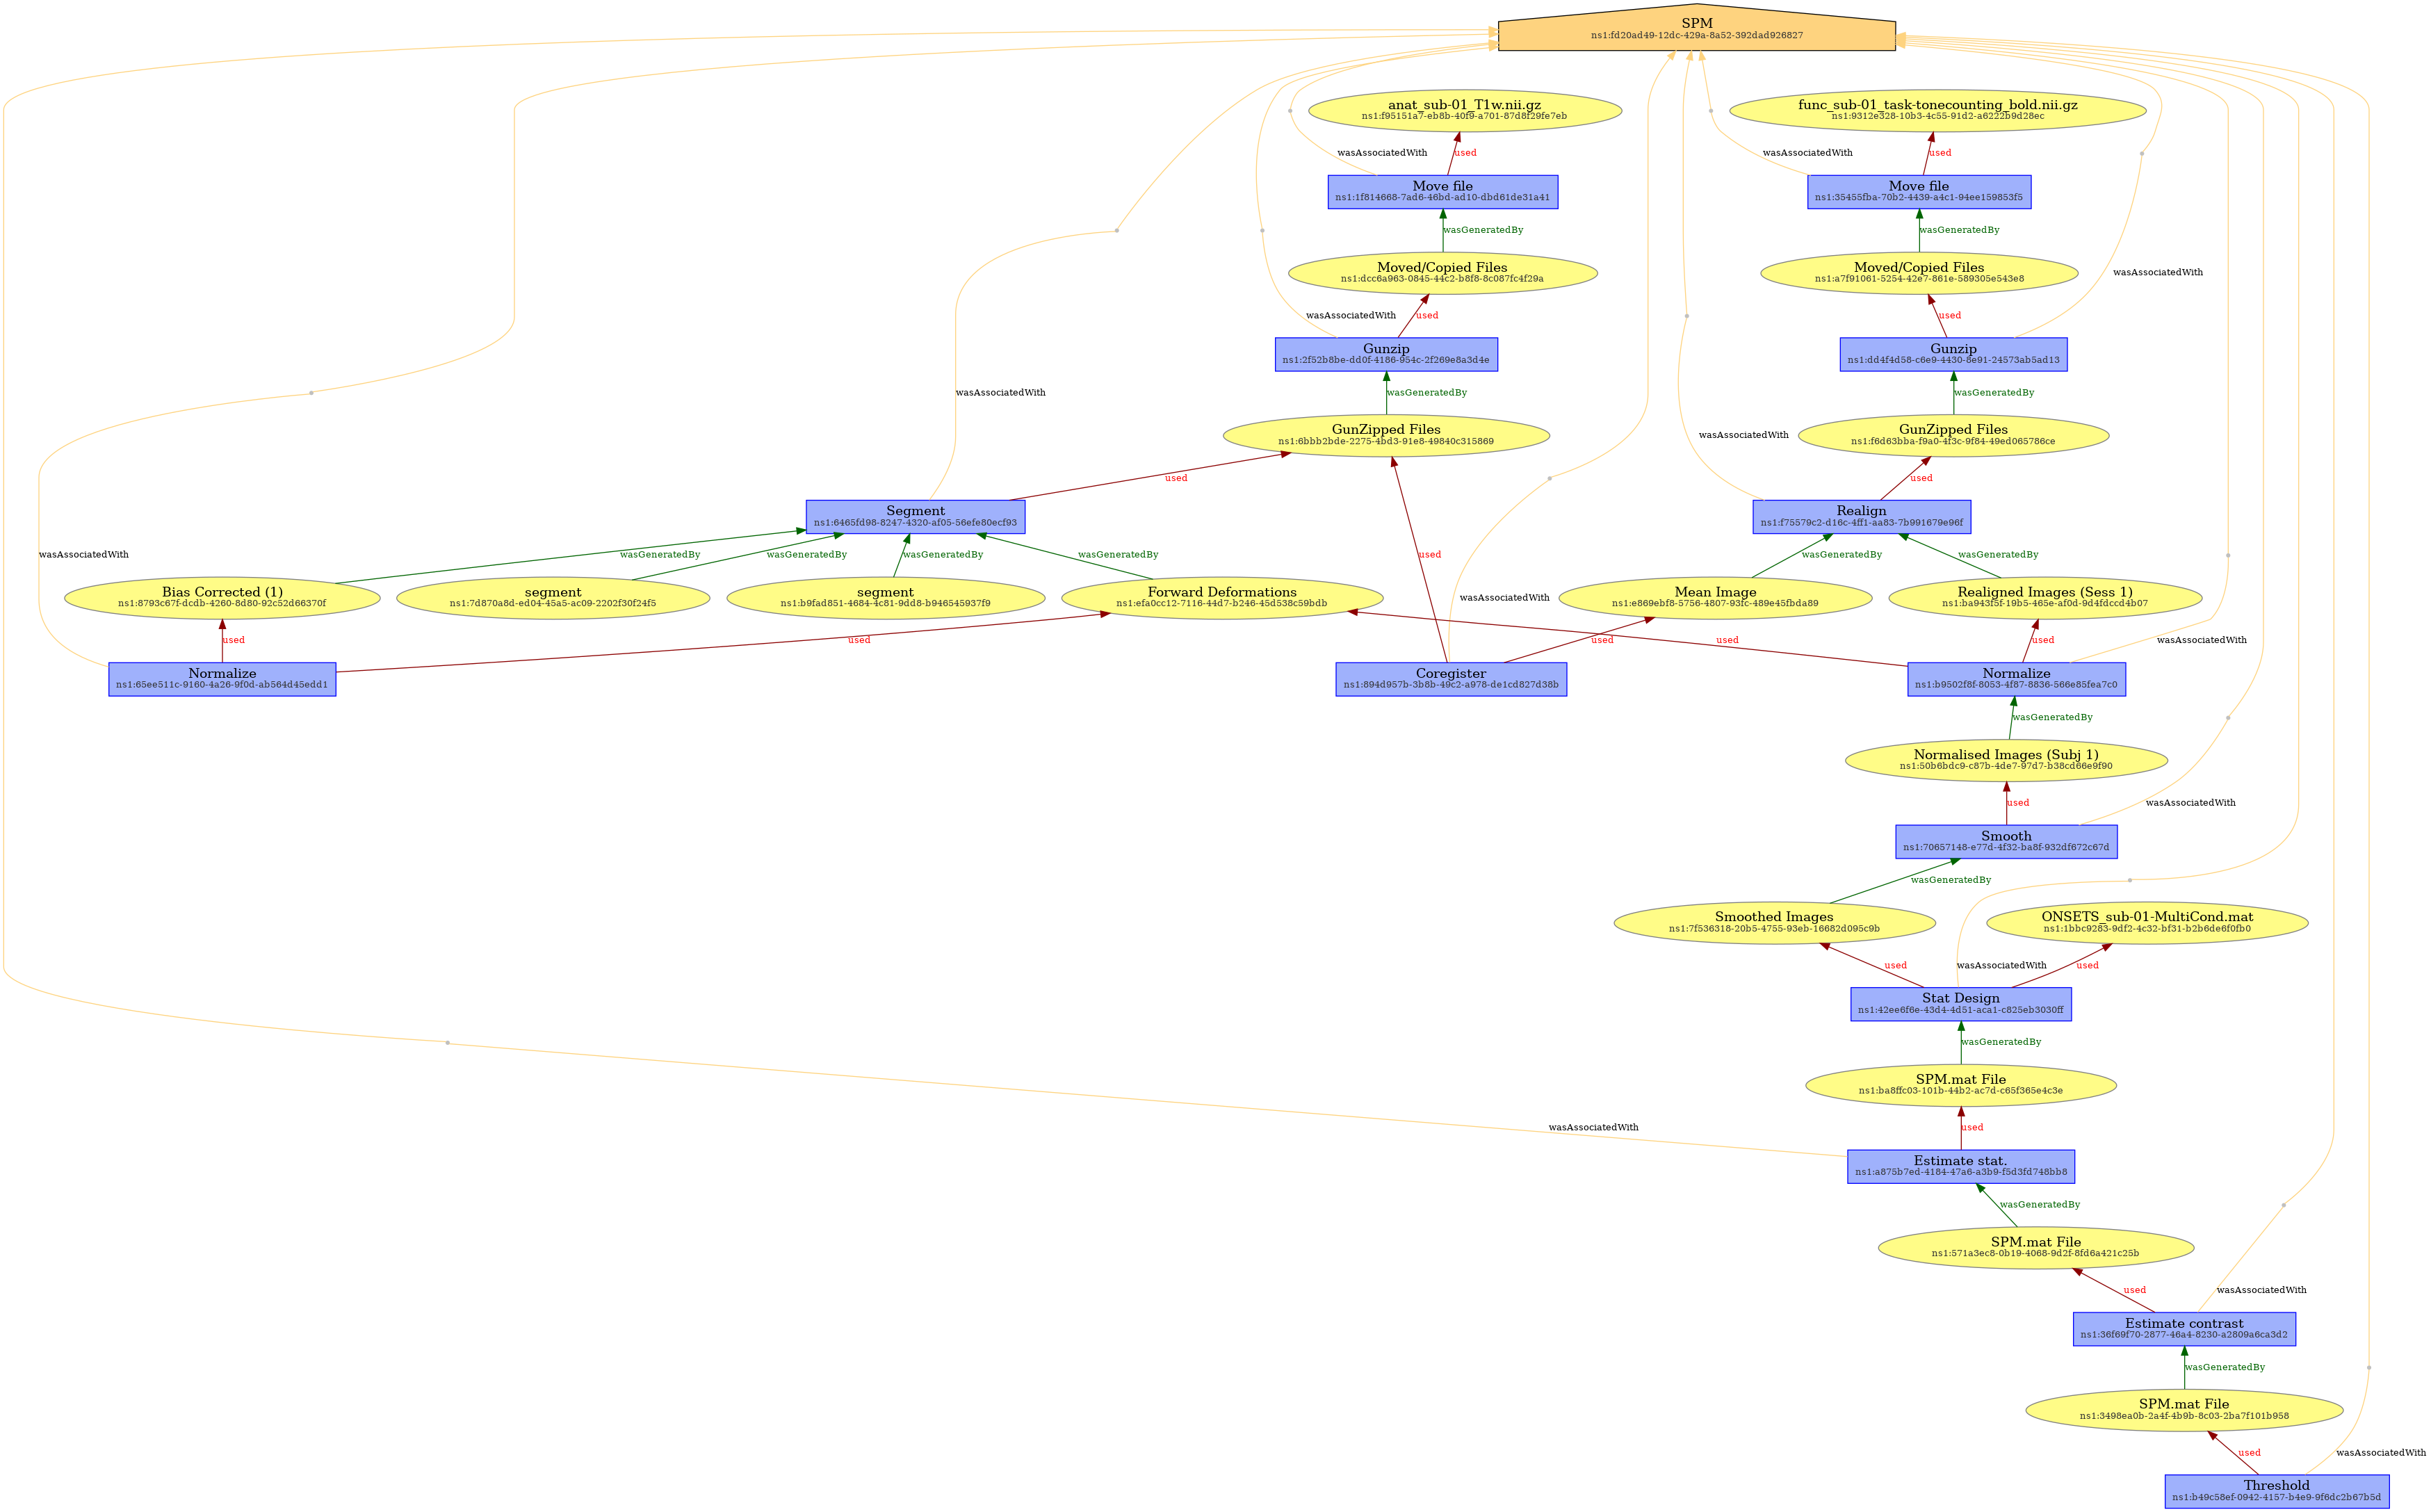 SPM
ns1:fd20ad49-12dc-429a-8a52-392dad926827
anat_sub-01_T1w.nii.gz
ns1:f95151a7-eb8b-40f9-a701-87d8f29fe7eb
func_sub-01_task-tonecounting_bold.nii.gz
ns1:9312e328-10b3-4c55-91d2-a6222b9d28ec
wasAssociatedWith
used
wasAssociatedWith
used
Move file
ns1:1f814668-7ad6-46bd-ad10-dbd61de31a41
Move file
ns1:35455fba-70b2-4439-a4c1-94ee159853f5
wasGeneratedBy
wasGeneratedBy
Moved/Copied Files
ns1:dcc6a963-0845-44c2-b8f8-8c087fc4f29a
Moved/Copied Files
ns1:a7f91061-5254-42e7-861e-589305e543e8
wasAssociatedWith
wasAssociatedWith
used
used
Gunzip
ns1:2f52b8be-dd0f-4186-954c-2f269e8a3d4e
Gunzip
ns1:dd4f4d58-c6e9-4430-8e91-24573ab5ad13
wasAssociatedWith
wasGeneratedBy
wasGeneratedBy
GunZipped Files
ns1:6bbb2bde-2275-4bd3-91e8-49840c315869
wasAssociatedWith
GunZipped Files
ns1:f6d63bba-f9a0-4f3c-9f84-49ed065786ce
used
used
Segment
ns1:6465fd98-8247-4320-af05-56efe80ecf93
Realign
ns1:f75579c2-d16c-4ff1-aa83-7b991679e96f
wasAssociatedWith
wasGeneratedBy
wasGeneratedBy
wasGeneratedBy
wasGeneratedBy
used
wasGeneratedBy
wasGeneratedBy
Bias Corrected (1)
ns1:8793c67f-dcdb-4260-8d80-92c52d66370f
segment
ns1:7d870a8d-ed04-45a5-ac09-2202f30f24f5
segment
ns1:b9fad851-4684-4c81-9dd8-b946545937f9
Forward Deformations
ns1:efa0cc12-7116-44d7-b246-45d538c59bdb
wasAssociatedWith
Mean Image
ns1:e869ebf8-5756-4807-93fc-489e45fbda89
Realigned Images (Sess 1)
ns1:ba943f5f-19b5-465e-af0d-9d4fdccd4b07
used
used
used
used
used
wasAssociatedWith
Normalize
ns1:65ee511c-9160-4a26-9f0d-ab564d45edd1
Coregister
ns1:894d957b-3b8b-49c2-a978-de1cd827d38b
Normalize
ns1:b9502f8f-8053-4f87-8836-566e85fea7c0
wasGeneratedBy
Normalised Images (Subj 1)
ns1:50b6bdc9-c87b-4de7-97d7-b38cd66e9f90
used
wasAssociatedWith
Smooth
ns1:70657148-e77d-4f32-ba8f-932df672c67d
wasGeneratedBy
Smoothed Images
ns1:7f536318-20b5-4755-93eb-16682d095c9b
ONSETS_sub-01-MultiCond.mat
ns1:1bbc9283-9df2-4c32-bf31-b2b6de6f0fb0
used
wasAssociatedWith
used
Stat Design
ns1:42ee6f6e-43d4-4d51-aca1-c825eb3030ff
wasGeneratedBy
SPM.mat File
ns1:ba8ffc03-101b-44b2-ac7d-c65f365e4c3e
wasAssociatedWith
used
Estimate stat.
ns1:a875b7ed-4184-47a6-a3b9-f5d3fd748bb8
wasGeneratedBy
SPM.mat File
ns1:571a3ec8-0b19-4068-9d2f-8fd6a421c25b
used
wasAssociatedWith
Estimate contrast
ns1:36f69f70-2877-46a4-8230-a2809a6ca3d2
wasGeneratedBy
SPM.mat File
ns1:3498ea0b-2a4f-4b9b-8c03-2ba7f101b958
used
wasAssociatedWith
Threshold
ns1:b49c58ef-0942-4157-b4e9-9f6dc2b67b5d